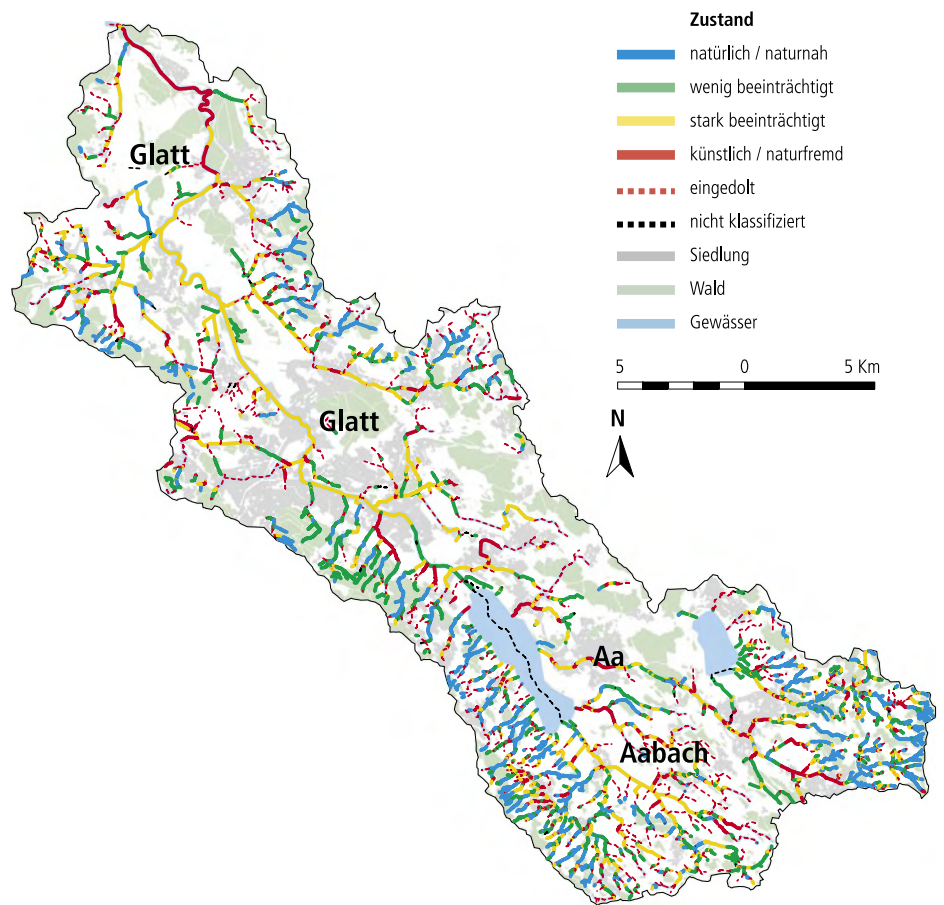 Zustand
natürlich / naturnah
wenig beeinträchtigt
stark beeinträchtigt
künstlich / naturfremd
eingedolt
nicht klassifiziert
Siedlung
Wald
Gewässer
5 0 5 Km
N
Glatt
Glatt
Aa
Aabach